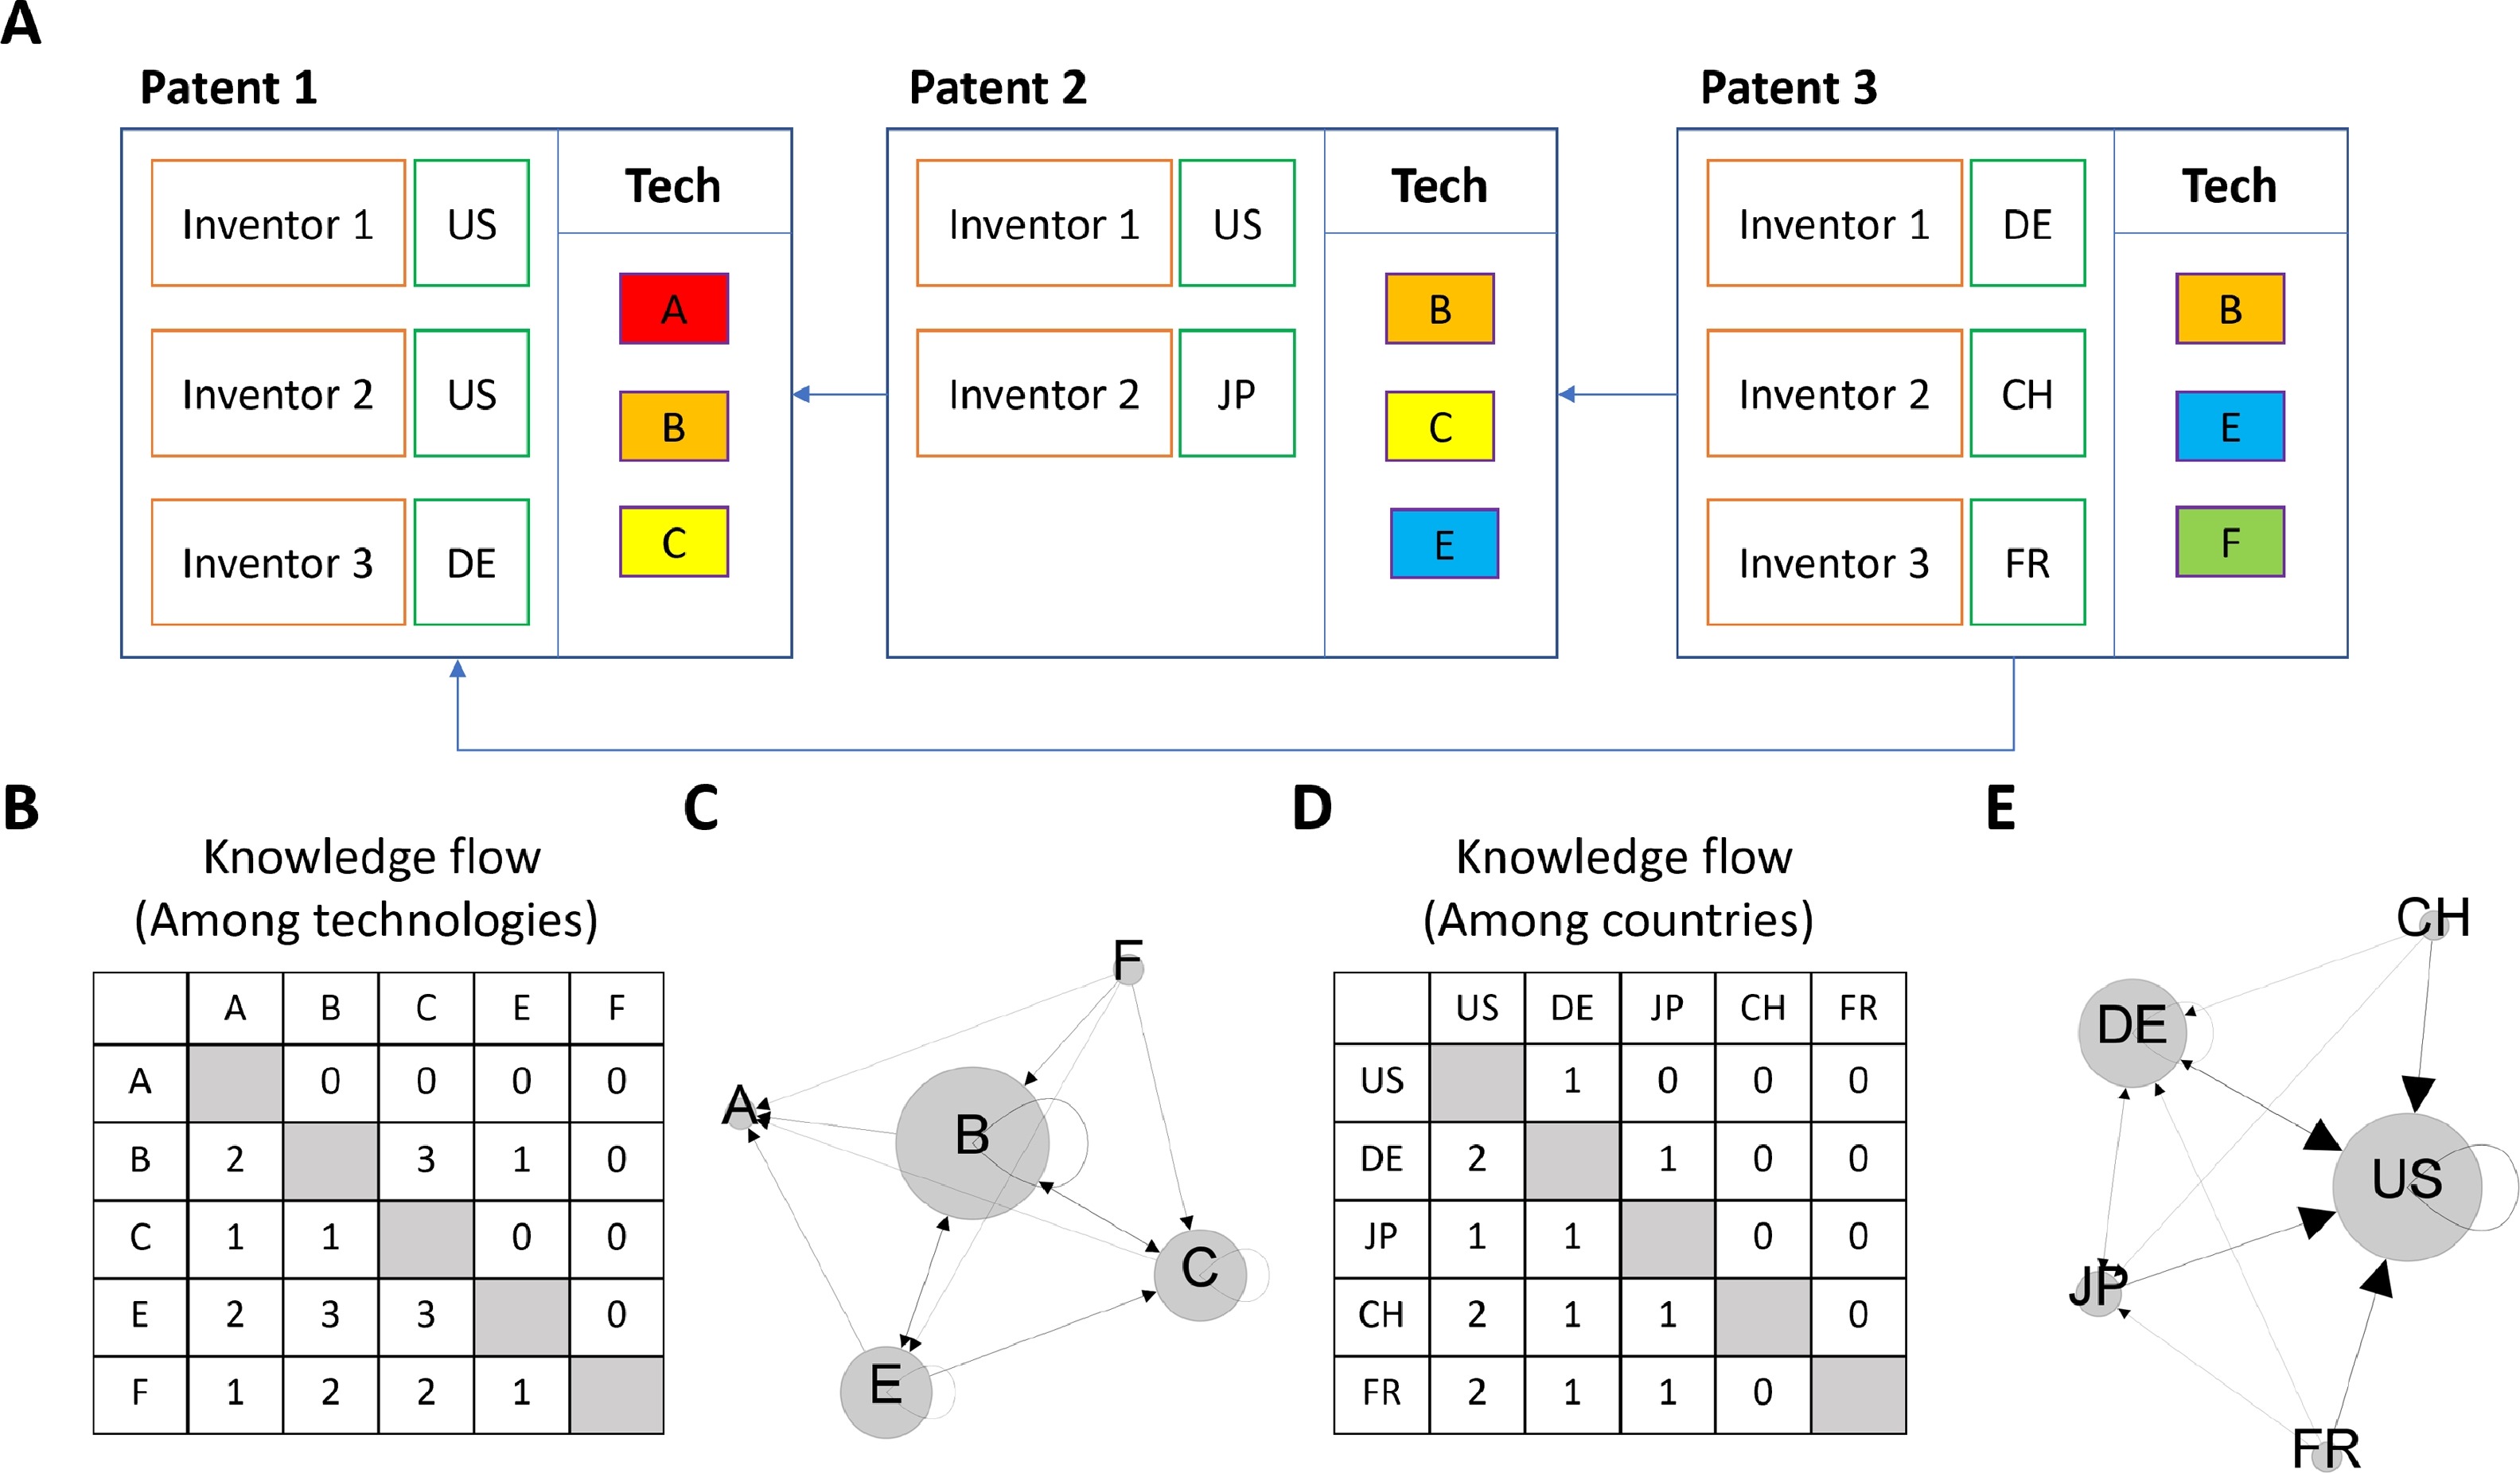 A
Patent 1
Patent 2
Patent 3
Inventor 1 US
Tech
Inventor 1 US
Tech
Inventor 1 DE
Tech
A
B
B
Inventor 2 US
Inventor 2 JP
Inventor 2 CH
B
C
E
Inventor 3 DE
Inventor 3 FR
C
E
F
B
Knowledge flow
(Among technologies)
A B C E F
A 0 0 0 0
B 2 3 1 0
C 1 1 0 0
E 2 3 3 0
F 1 2 2 1
C
F
A
B
C
E
D
Knowledge flow
(Among countries)
US DE JP CH FR
US 1 0 0 0
DE 2 1 0 0
JP 1 1 0 0
CH 2 1 1 0
FR 2 1 1 0
E
CH
DE
US
JP
FR